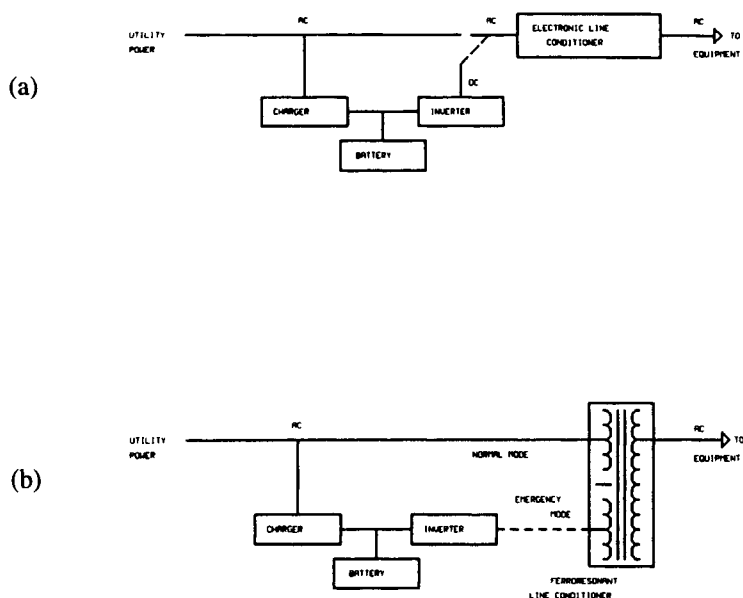 (a)
UTILITY
POWER
AC
AC
ELECTRONIC LINE
CONDITIONER
AC
TO
EQUIPMENT
DC
CHARGER
INVERTER
BATTERY
(b)
UTILITY
POWER
AC
NORMAL MODE
AC
TO
EQUIPMENT
EMERGENCY
MODE
CHARGER
INVERTER
BATTERY
FERRORESONANT
LINE CONDITIONER